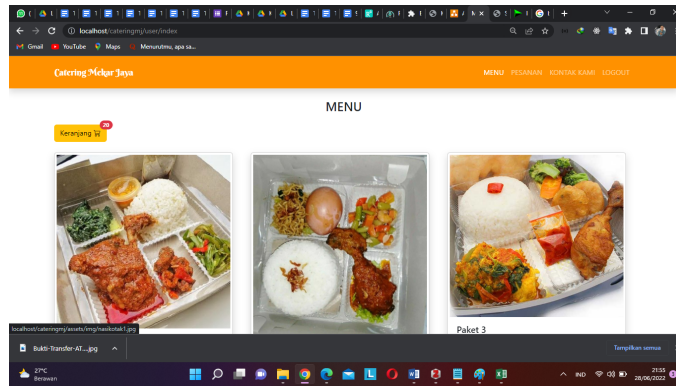 localhost/cateringmj/user/index
Gmail
YouTube
Maps
Menurutmu, apa sa...
Catering Mekar Jaya
MENU
PESANAN
KONTAK KAMI
LOGOUT
MENU
Keranjang
20
Paket 3
localhost/cateringmj/assets/img/nasikotak1.jpg
Bukti-Transfer-AT....jpg
Tampilkan semua
27°C
Berawan
IND
21:55
28/06/2022